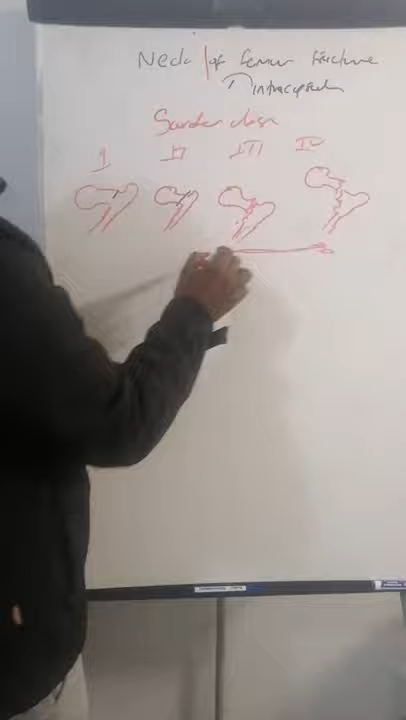 Neck of femur fracture
intracapsular
Garden class
I II III IV